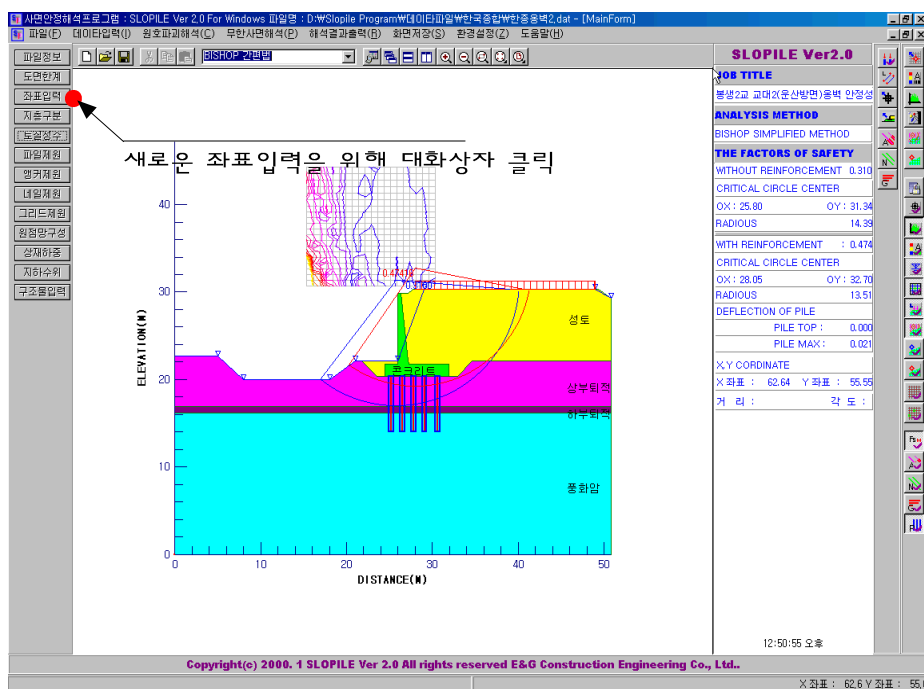 사면안정해석프로그램 : SLOPILE Ver 2.0 For Windows 파일명 : D:₩Slopile Program₩데이타파일₩한국종합₩한중옹벽2.dat - [MainForm]
파일(F) 데이타입력(I) 원호파괴해석(C) 무한사면해석(P) 해석결과출력(R) 화면저장(S) 환경설정(Z) 도움말(H)
BISHOP 간편법
파일정보
도면한계
좌표입력
지층구분
토질정수
파일제원
앵커제원
네일제원
그리드제원
원점망구성
상재하중
지하수위
구조물입력
새로운 좌표입력을 위해 대화상자 클릭
ELEVATION(M)
40
30
20
10
0
0.47414
성토
콘크리트
상부퇴적
하부퇴적
풍화암
0 10 20 30 40 50
DISTANCE(M)
SLOPILE Ver2.0
JOB TITLE
봉생2교 교대2(운산방면)옹벽 안정성
ANALYSIS METHOD
BISHOP SIMPLIFIED METHOD
THE FACTORS OF SAFETY
WITHOUT REINFORCEMENT 0.310
CRITICAL CIRCLE CENTER
OX : 25.80 OY : 31.34
RADIOUS 14.39
WITH REINFORCEMENT : 0.474
CRITICAL CIRCLE CENTER
OX : 28.05 OY : 32.70
RADIOUS 13.51
DEFLECTION OF PILE
PILE TOP : 0.000
PILE MAX : 0.021
X,Y CORDINATE
X 좌표 : 62.64 Y 좌표 : 55.55
거 리 : 각 도 :
12:50:55 오후
Copyright(c) 2000. 1 SLOPILE Ver 2.0 All rights reserved E&G Construction Engineering Co., Ltd..
X 좌표 : 62,6 Y 좌표 : 55,